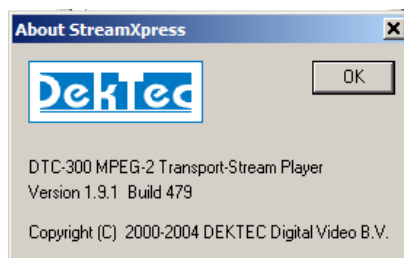 About StreamXpress
DekTec
OK
DTC-300 MPEG-2 Transport-Stream Player
Version 1.9.1 Build 479
Copyright (C) 2000-2004 DEKTEC Digital Video B.V.